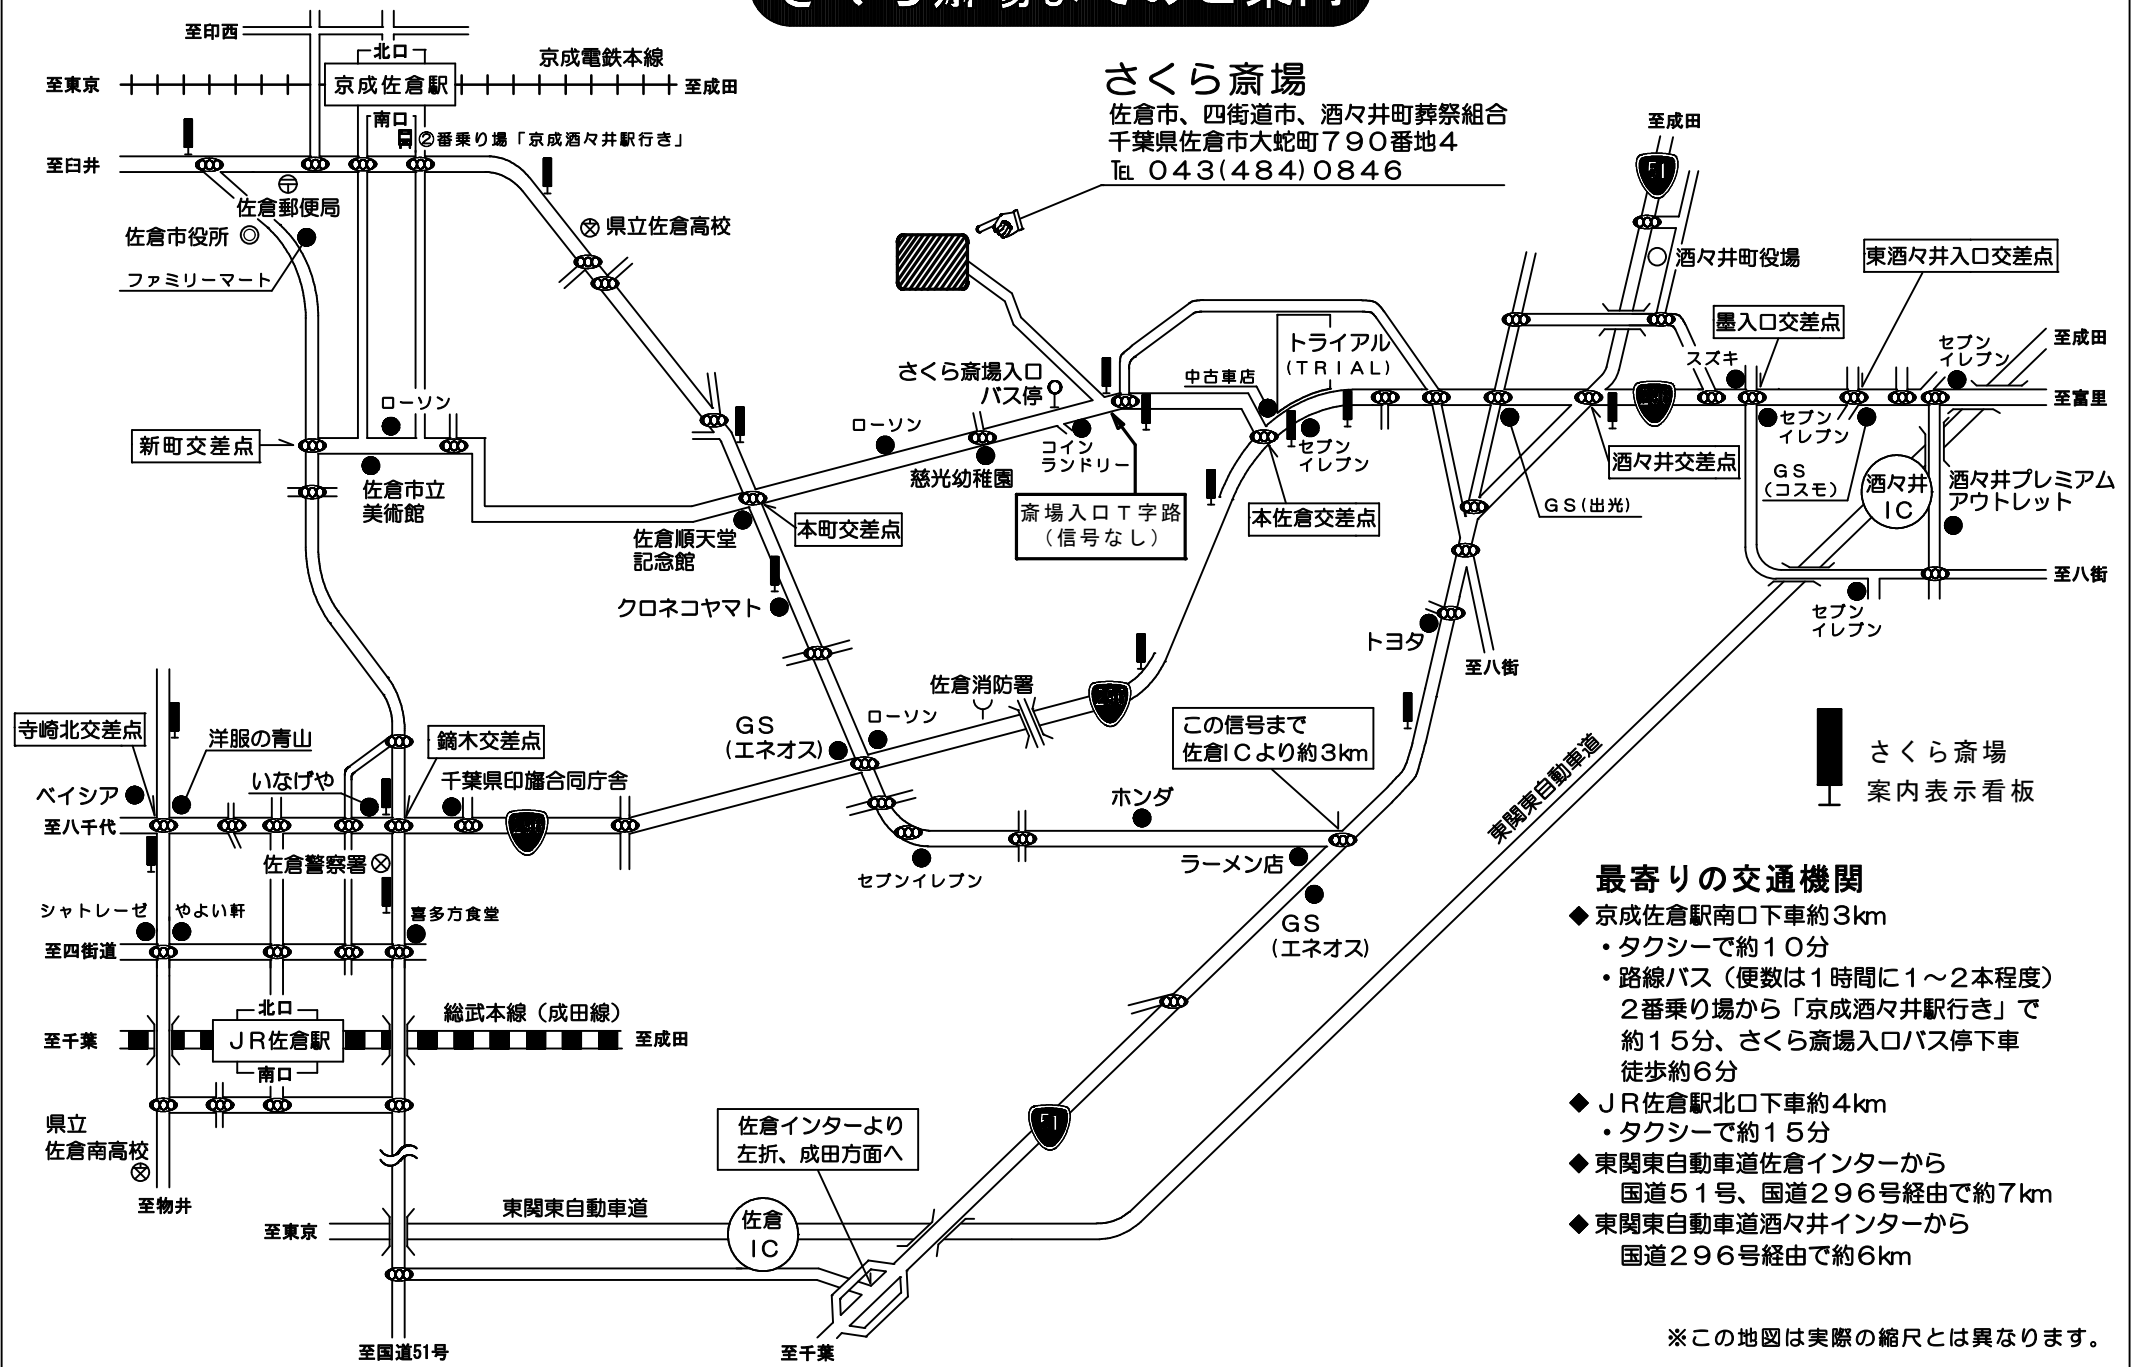 さくら斎場までのご案内
至印西
北口
京成電鉄本線
至東京
京成佐倉駅
至成田
南口
②番乗り場「京成酒々井駅行き」
至臼井
佐倉郵便局
佐倉市役所
ファミリーマート
県立佐倉高校
さくら斎場
佐倉市、四街道市、酒々井町葬祭組合
千葉県佐倉市大蛇町790番地4
℡ 043(484)0846
至成田
51
酒々井町役場
東酒々井入口交差点
墨入口交差点
スズキ
セブン
イレブン
至成田
至富里
トライアル
(TRIAL)
中古車店
さくら斎場入口
バス停
ローソン
ローソン
新町交差点
佐倉市立
美術館
慈光幼稚園
コイン
ランドリー
セブン
イレブン
セブン
イレブン
酒々井交差点
GS
(コスモ)
酒々井
IC
酒々井プレミアム
アウトレット
GS(出光)
斎場入口T字路
(信号なし)
本佐倉交差点
本町交差点
佐倉順天堂
記念館
クロネコヤマト
至八街
セブン
イレブン
トヨタ
至八街
佐倉消防署
ローソン
GS
(エネオス)
この信号まで
佐倉ICより約3km
寺崎北交差点
洋服の青山
鏑木交差点
いなげや
千葉県印旛合同庁舎
ベイシア
至八千代
ホンダ
東関東自動車道
さくら斎場
案内表示看板
佐倉警察署
セブンイレブン
ラーメン店
GS
(エネオス)
シャトレーゼ
やよい軒
喜多方食堂
至四街道
北口
総武本線(成田線)
至千葉
JR佐倉駅
至成田
南口
県立
佐倉南高校
至物井
佐倉インターより
左折、成田方面へ
51
東関東自動車道
至東京
佐倉
IC
至国道51号
至千葉
最寄りの交通機関
◆京成佐倉駅南口下車約3km
・タクシーで約10分
・路線バス(便数は1時間に1～2本程度)
2番乗り場から「京成酒々井駅行き」で
約15分、さくら斎場入口バス停下車
徒歩約6分
◆JR佐倉駅北口下車約4km
・タクシーで約15分
◆東関東自動車道佐倉インターから
国道51号、国道296号経由で約7km
◆東関東自動車道酒々井インターから
国道296号経由で約6km
※この地図は実際の縮尺とは異なります。